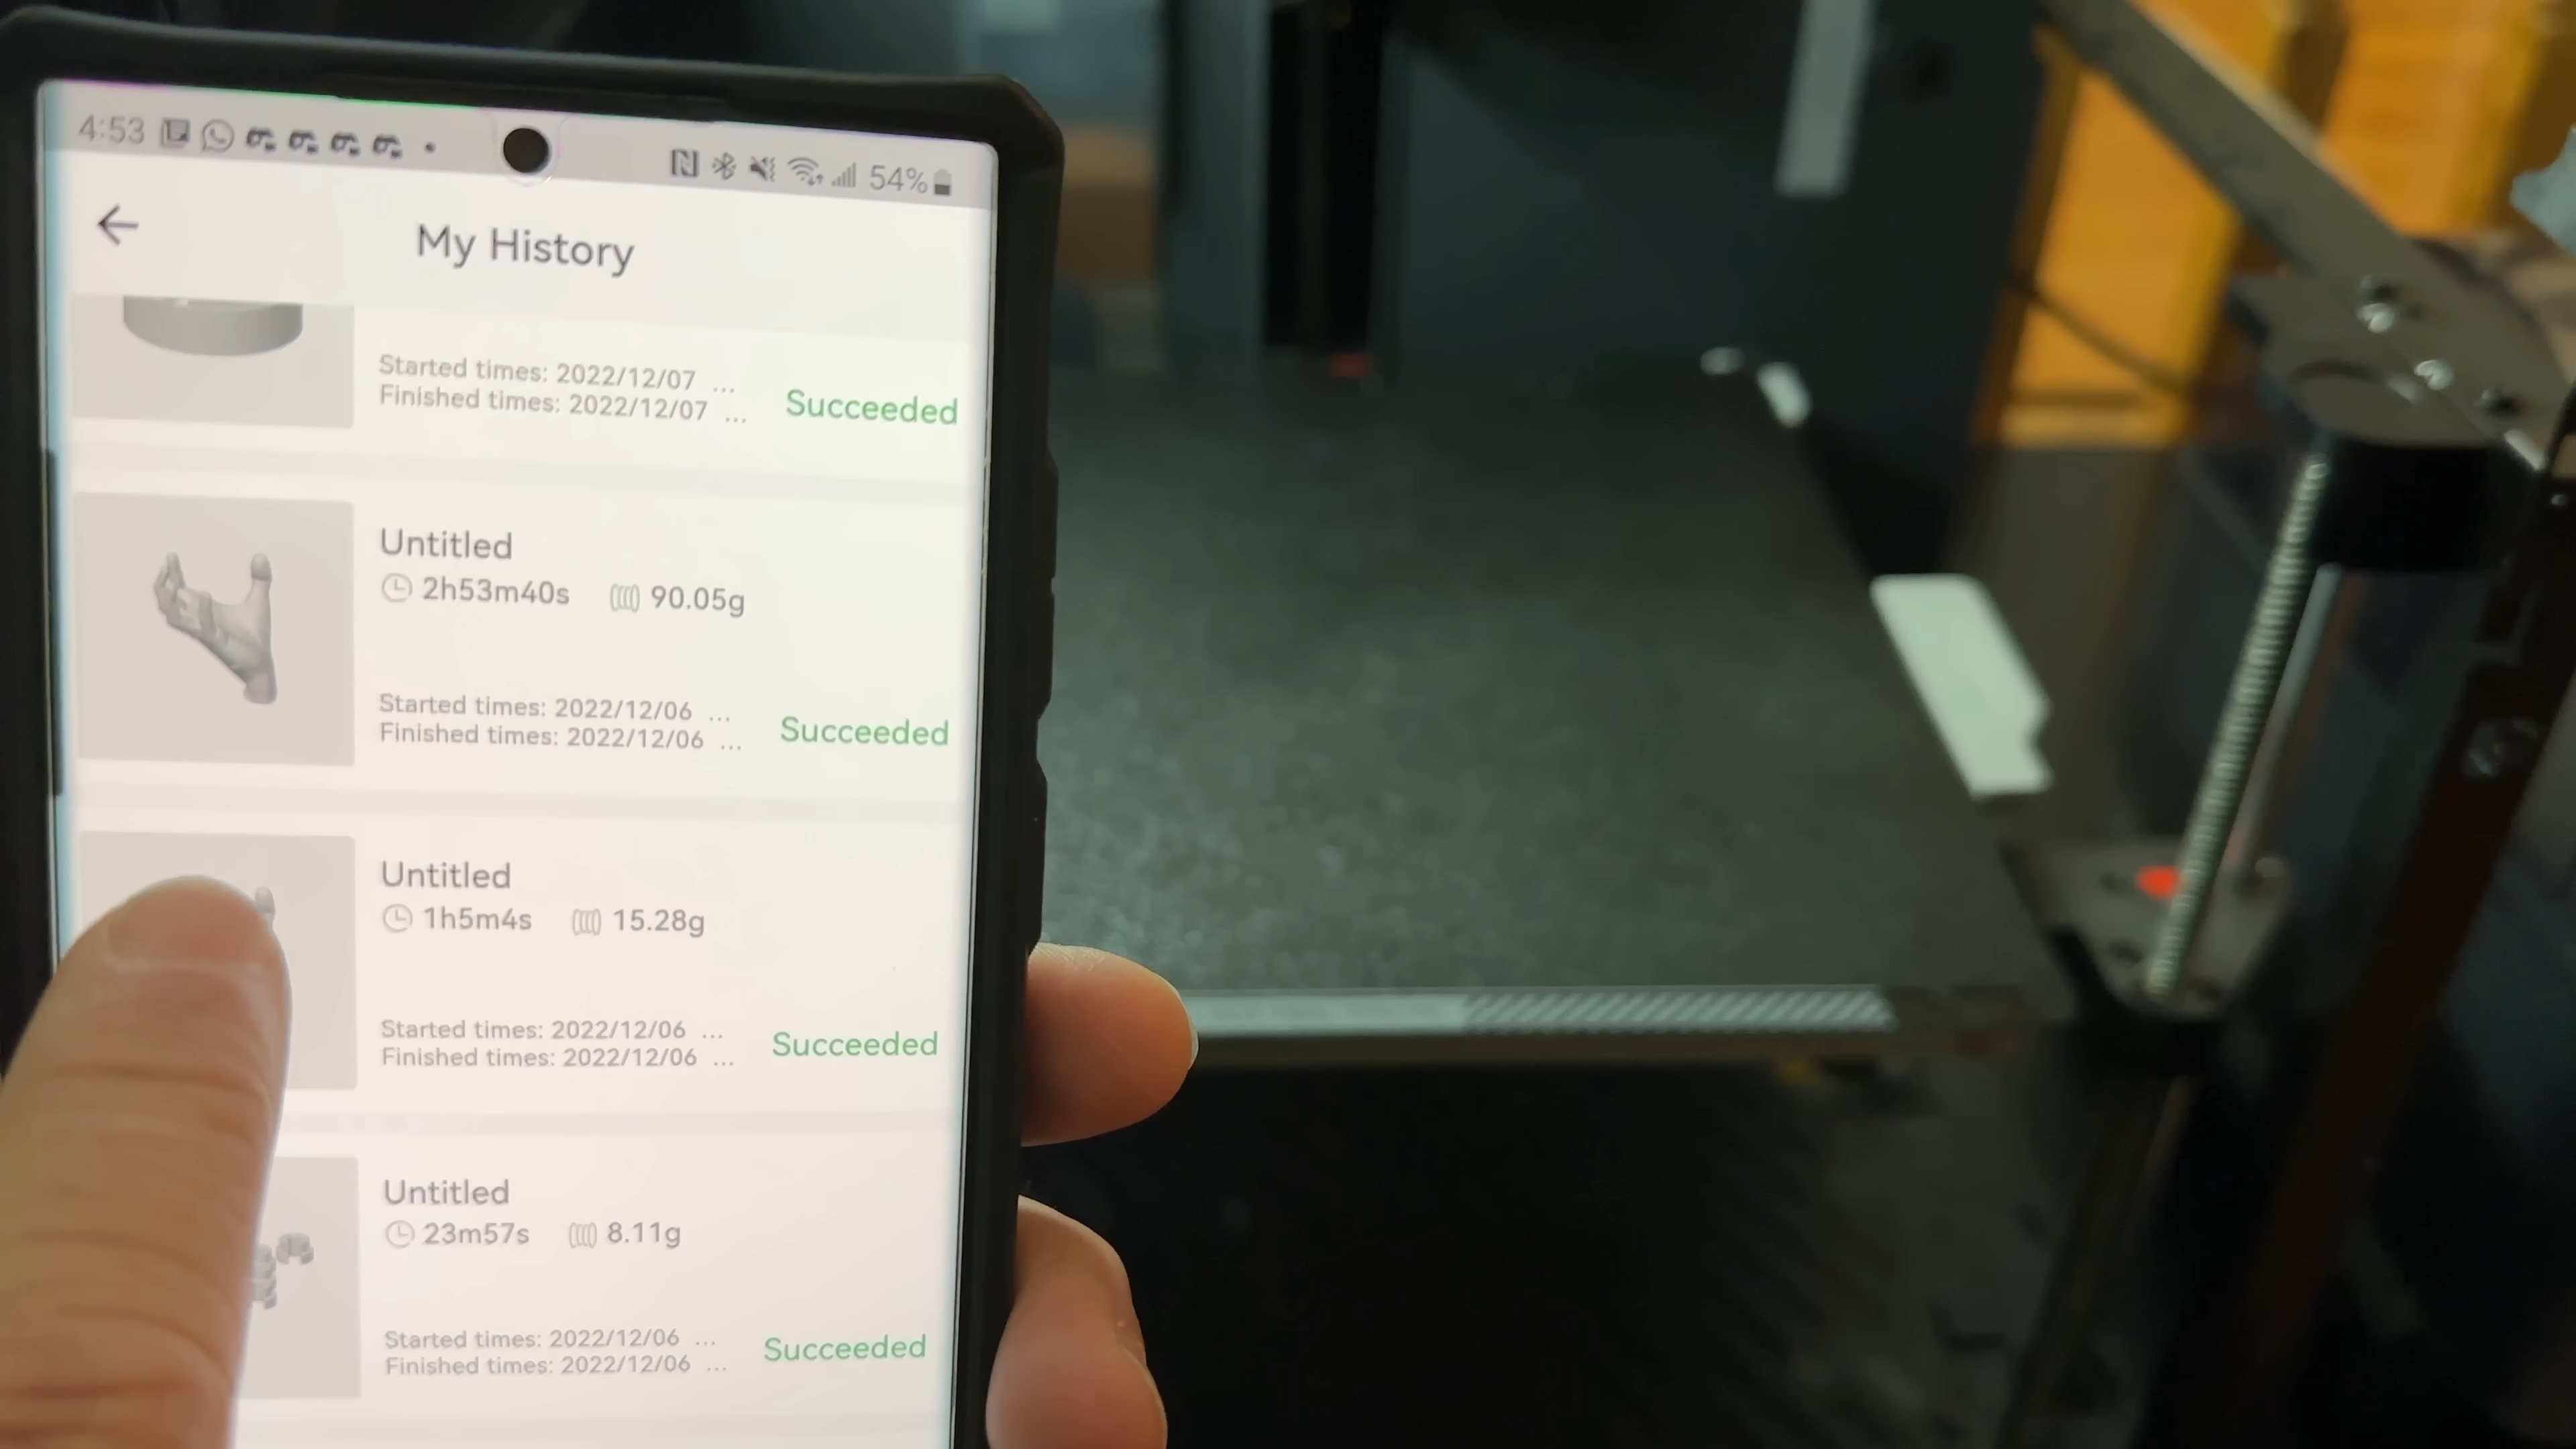 4:53
54%
My History
Started times: 2022/12/07 ...
Finished times: 2022/12/07 ...
Succeeded
Untitled
2h53m40s 90.05g
Started times: 2022/12/06 ...
Finished times: 2022/12/06 ...
Succeeded
Untitled
1h5m4s 15.28g
Started times: 2022/12/06 ...
Finished times: 2022/12/06 ...
Succeeded
Untitled
23m57s 8.11g
Started times: 2022/12/06 ...
Finished times: 2022/12/06 ...
Succeeded